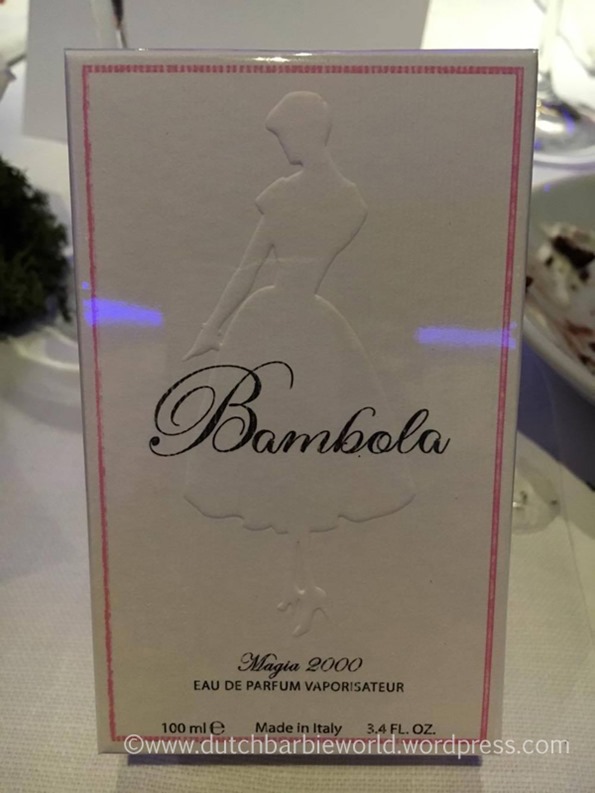 Bambola
Magia 2000
EAU DE PARFUM VAPORISATEUR
100 ml ℮ Made in Italy 3.4 FL. OZ.
©www.dutchbarbieworld.wordpress.com